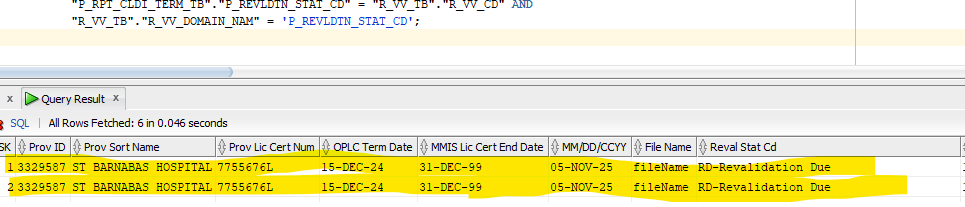 "P_RPT_CLDI_TERM_TB"."P_REVLDTN_STAT_CD" = "R_VV_TB"."R_VV_CD" AND
"R_VV_TB"."R_VV_DOMAIN_NAM" = 'P_REVLDTN_STAT_CD';
x Query Result x
SQL | All Rows Fetched: 6 in 0.046 seconds
SK Prov ID Prov Sort Name Prov Lic Cert Num OPLC Term Date MMIS Lic Cert End Date MM/DD/CCYY File Name Reval Stat Cd
1 3329587 ST BARNABAS HOSPITAL 7755676L 15-DEC-24 31-DEC-99 05-NOV-25 fileName RD-Revalidation Due
2 3329587 ST BARNABAS HOSPITAL 7755676L 15-DEC-24 31-DEC-99 05-NOV-25 fileName RD-Revalidation Due